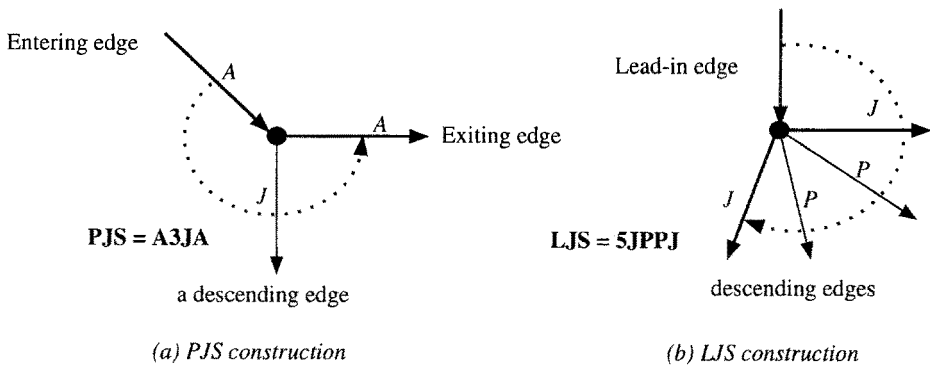 Entering edge
A
A
Exiting edge
J
PJS = A3JA
a descending edge
(a) PJS construction
Lead-in edge
J
P
P
J
LJS = 5JPPJ
descending edges
(b) LJS construction